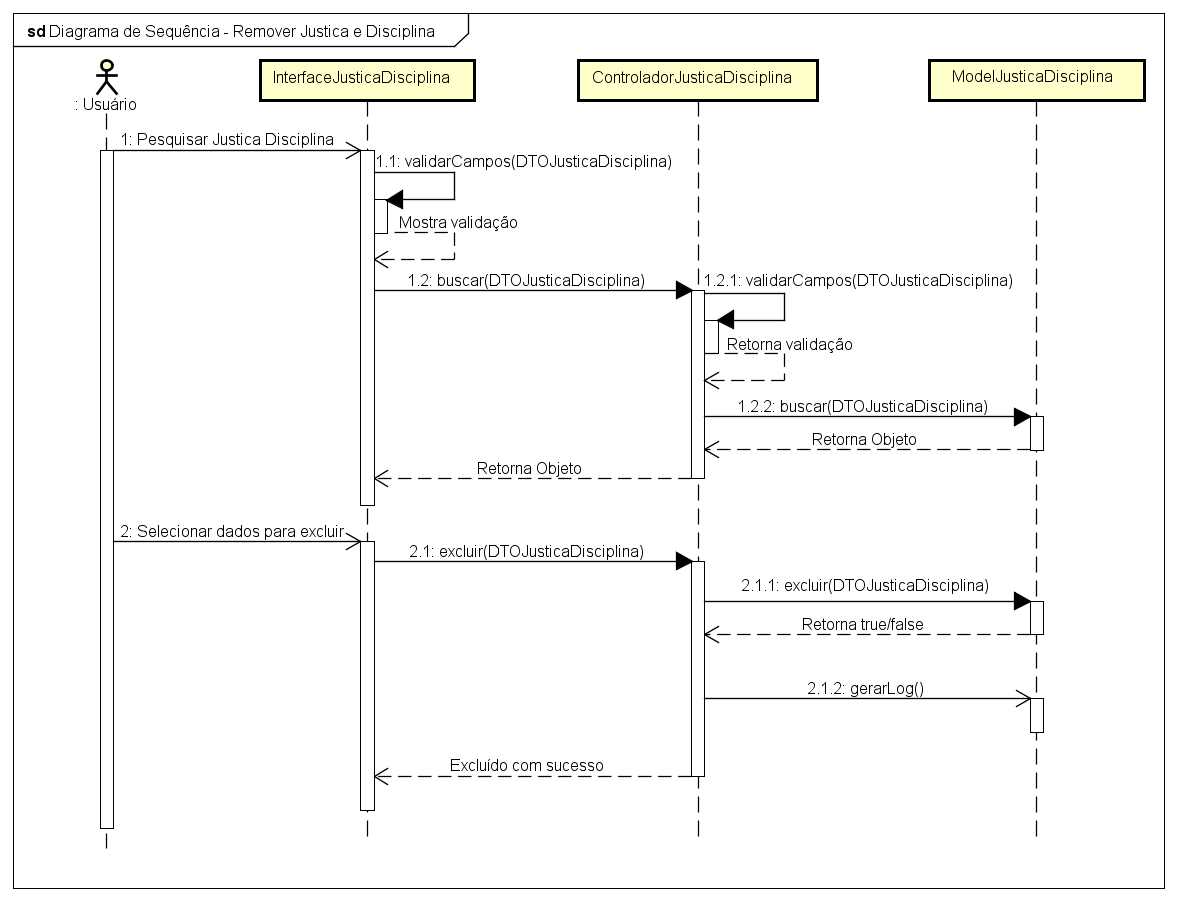 sd Diagrama de Sequência - Remover Justica e Disciplina
InterfaceJusticaDisciplina
ControladorJusticaDisciplina
ModelJusticaDisciplina
: Usuário
1: Pesquisar Justica Disciplina
1.1: validarCampos(DTOJusticaDisciplina)
Mostra validação
1.2: buscar(DTOJusticaDisciplina)
1.2.1: validarCampos(DTOJusticaDisciplina)
Retorna validação
1.2.2: buscar(DTOJusticaDisciplina)
Retorna Objeto
Retorna Objeto
2: Selecionar dados para excluir
2.1: excluir(DTOJusticaDisciplina)
2.1.1: excluir(DTOJusticaDisciplina)
Retorna true/false
2.1.2: gerarLog()
Excluído com sucesso